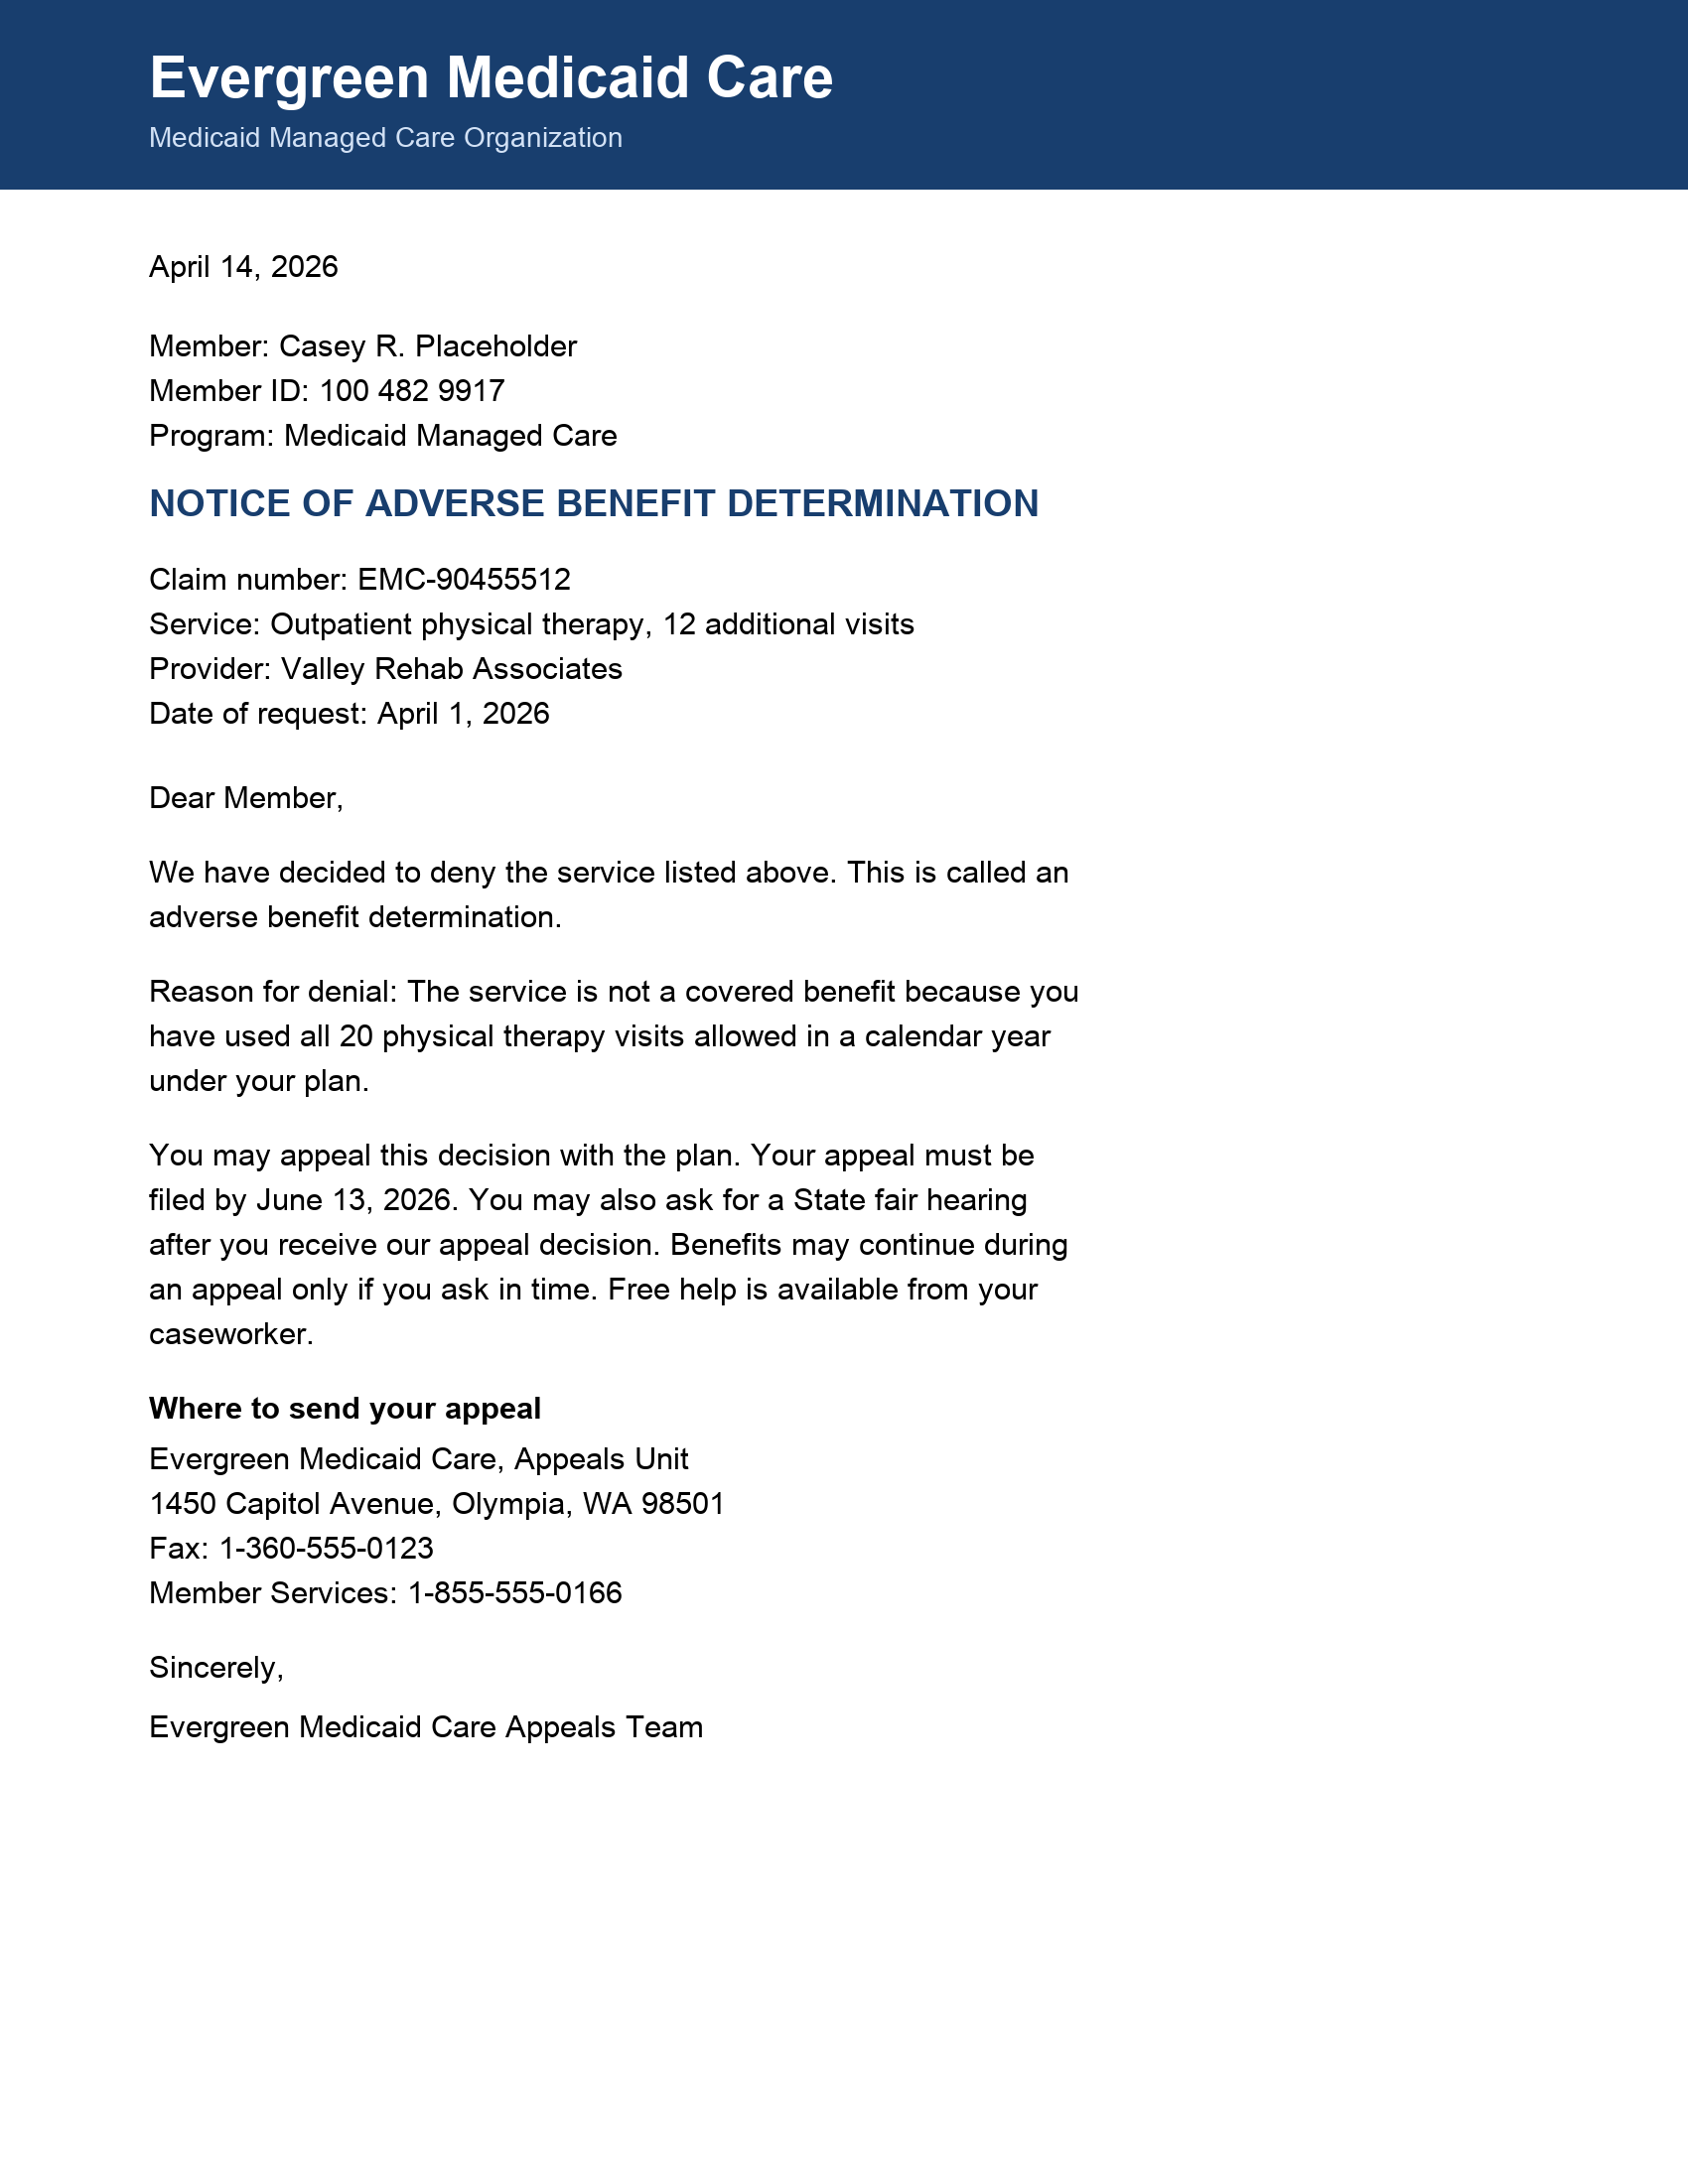 Evergreen Medicaid Care
Medicaid Managed Care Organization
April 14, 2026
Member: Casey R. Placeholder
Member ID: 100 482 9917
Program: Medicaid Managed Care
NOTICE OF ADVERSE BENEFIT DETERMINATION
Claim number: EMC-90455512
Service: Outpatient physical therapy, 12 additional visits
Provider: Valley Rehab Associates
Date of request: April 1, 2026
Dear Member,
We have decided to deny the service listed above. This is called an
adverse benefit determination.
Reason for denial: The service is not a covered benefit because you
have used all 20 physical therapy visits allowed in a calendar year
under your plan.
You may appeal this decision with the plan. Your appeal must be
filed by June 13, 2026. You may also ask for a State fair hearing
after you receive our appeal decision. Benefits may continue during
an appeal only if you ask in time. Free help is available from your
caseworker.
Where to send your appeal
Evergreen Medicaid Care, Appeals Unit
1450 Capitol Avenue, Olympia, WA 98501
Fax: 1-360-555-0123
Member Services: 1-855-555-0166
Sincerely,
Evergreen Medicaid Care Appeals Team